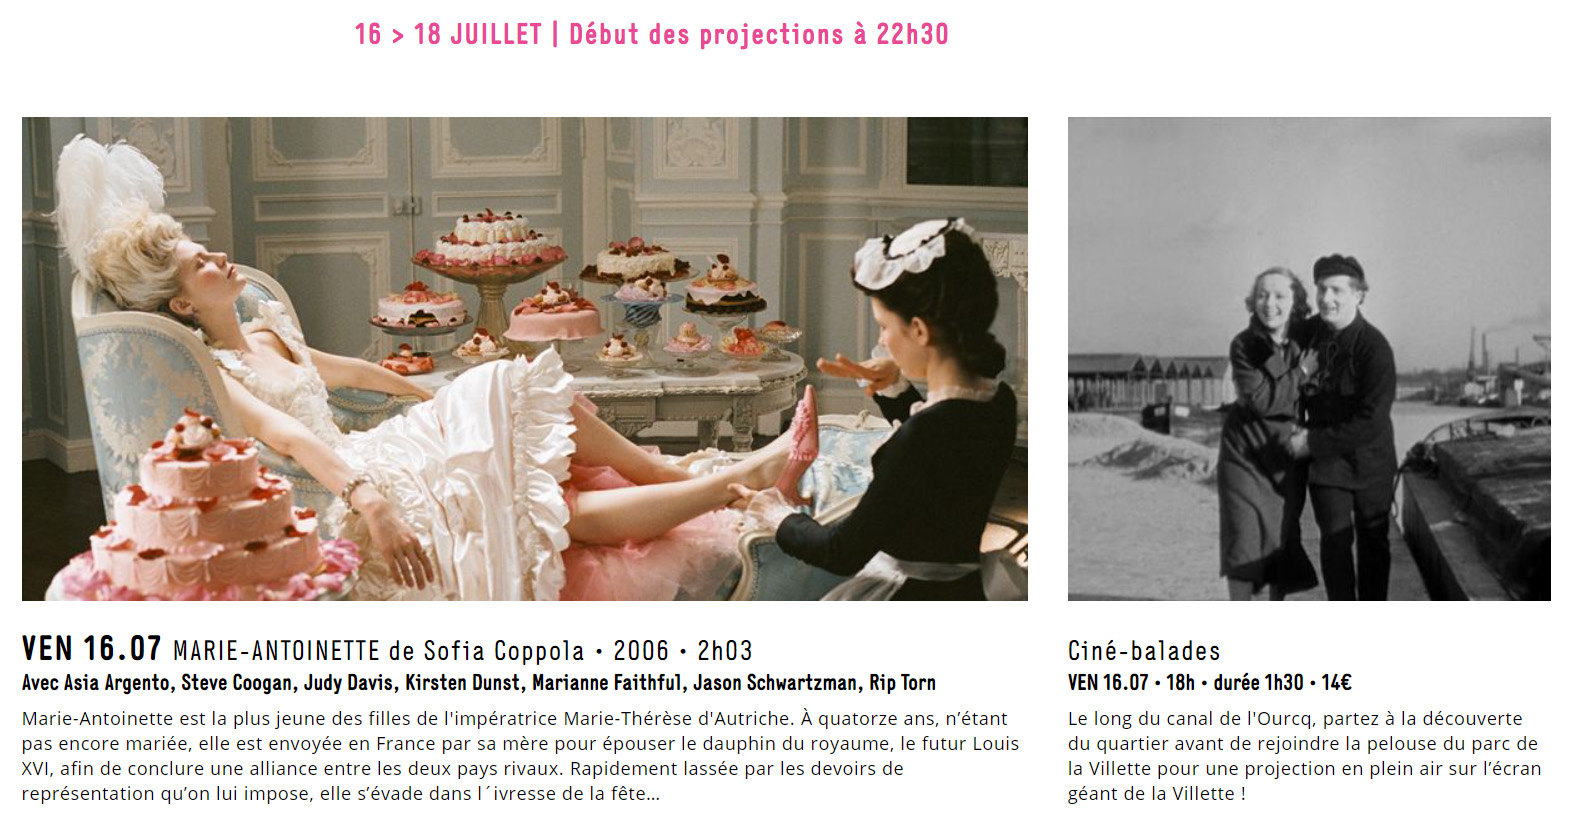 16 > 18 JUILLET | Début des projections à 22h30
VEN 16.07 MARIE-ANTOINETTE de Sofia Coppola • 2006 • 2h03
Avec Asia Argento, Steve Coogan, Judy Davis, Kirsten Dunst, Marianne Faithful, Jason Schwartzman, Rip Torn
Marie-Antoinette est la plus jeune des filles de l'impératrice Marie-Thérèse d'Autriche. À quatorze ans, n’étant
pas encore mariée, elle est envoyée en France par sa mère pour épouser le dauphin du royaume, le futur Louis
XVI, afin de conclure une alliance entre les deux pays rivaux. Rapidement lassée par les devoirs de
représentation qu’on lui impose, elle s’évade dans l´ivresse de la fête...
Ciné-balades
VEN 16.07 • 18h • durée 1h30 • 14€
Le long du canal de l'Ourcq, partez à la découverte
du quartier avant de rejoindre la pelouse du parc de
la Villette pour une projection en plein air sur l’écran
géant de la Villette !